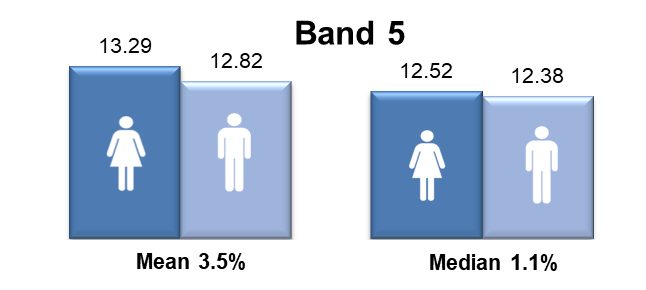 Band 5
13.29
12.82
12.52
12.38
Mean 3.5%
Median 1.1%